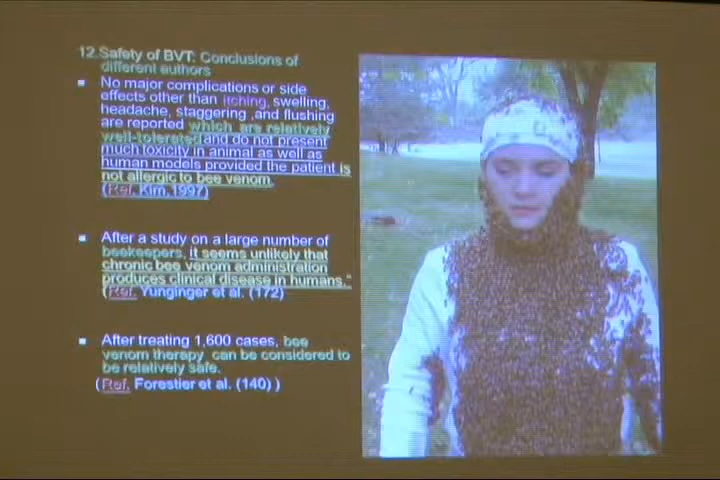 12.Safety of BVT: Conclusions of
different authors
No major complications or side
effects other than itching, swelling,
headache, staggering ,and flushing
are reported which are relatively
well-tolerated and do not present
much toxicity in animal as well as
human models provided the patient is
not allergic to bee venom.
(Ref. Kim, 1997)
After a study on a large number of
beekeepers, it seems unlikely that
chronic bee venom administration
produces clinical disease in humans."
(Ref. Yunginger et al. (172)
After treating 1,600 cases, bee
venom therapy can be considered to
be relatively safe.
(Ref. Forestier et al. (140) )